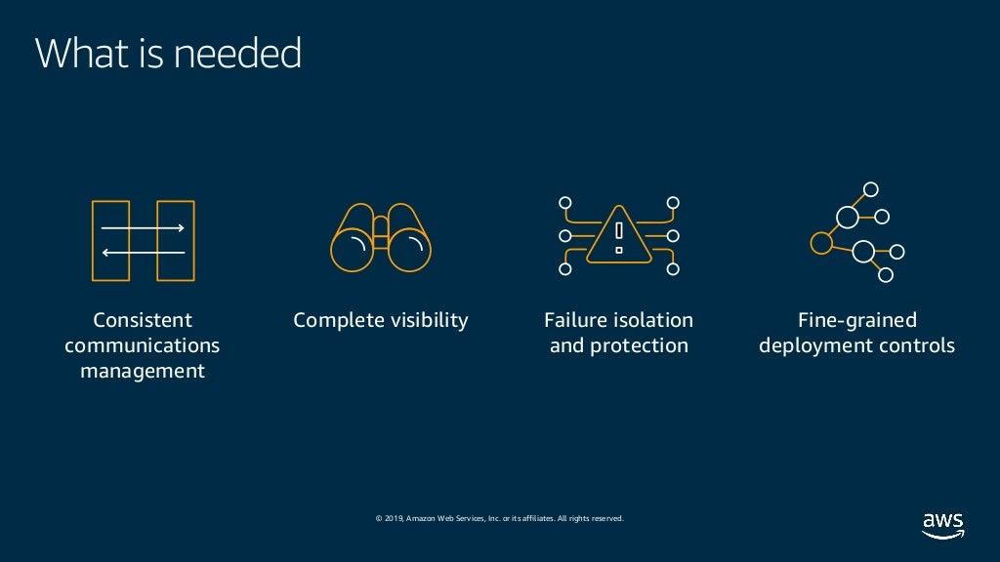 What is needed
Consistent
communications
management
Complete visibility
Failure isolation
and protection
Fine-grained
deployment controls
© 2019, Amazon Web Services, Inc. or its affiliates. All rights reserved.
aws